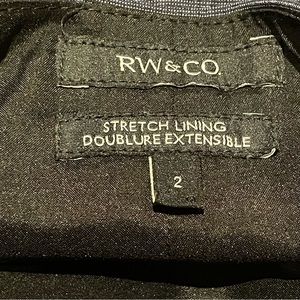 RW&CO.
STRETCH LINING
DOUBLURE EXTENSIBLE
2